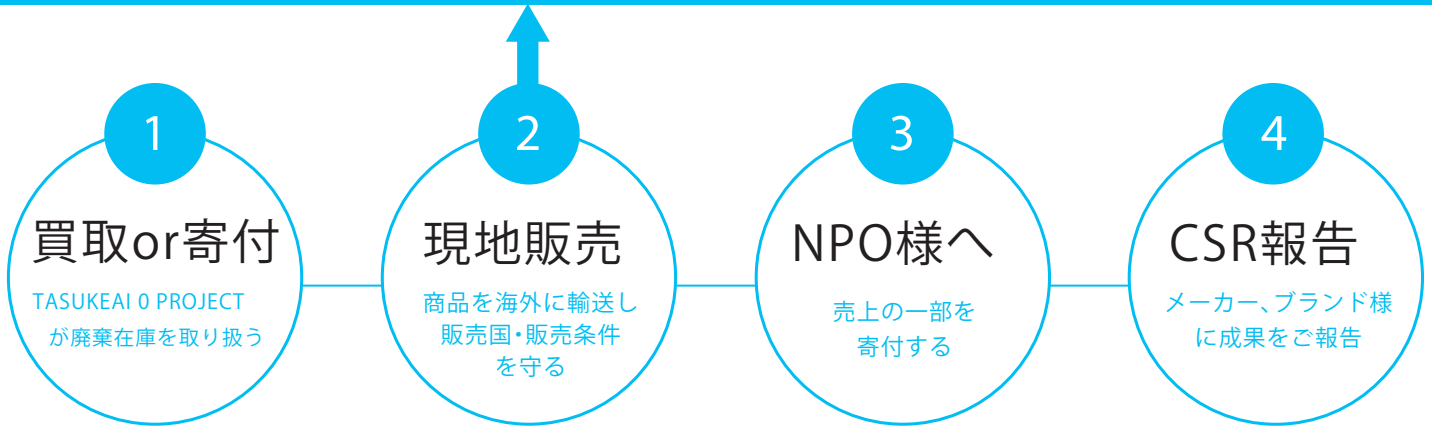 1
買取or寄付
TASUKEAI 0 PROJECT
が廃棄在庫を取り扱う
2
現地販売
商品を海外に輸送し
販売国・販売条件
を守る
3
NPO様へ
売上の一部を
寄付する
4
CSR報告
メーカー、ブランド様
に成果をご報告